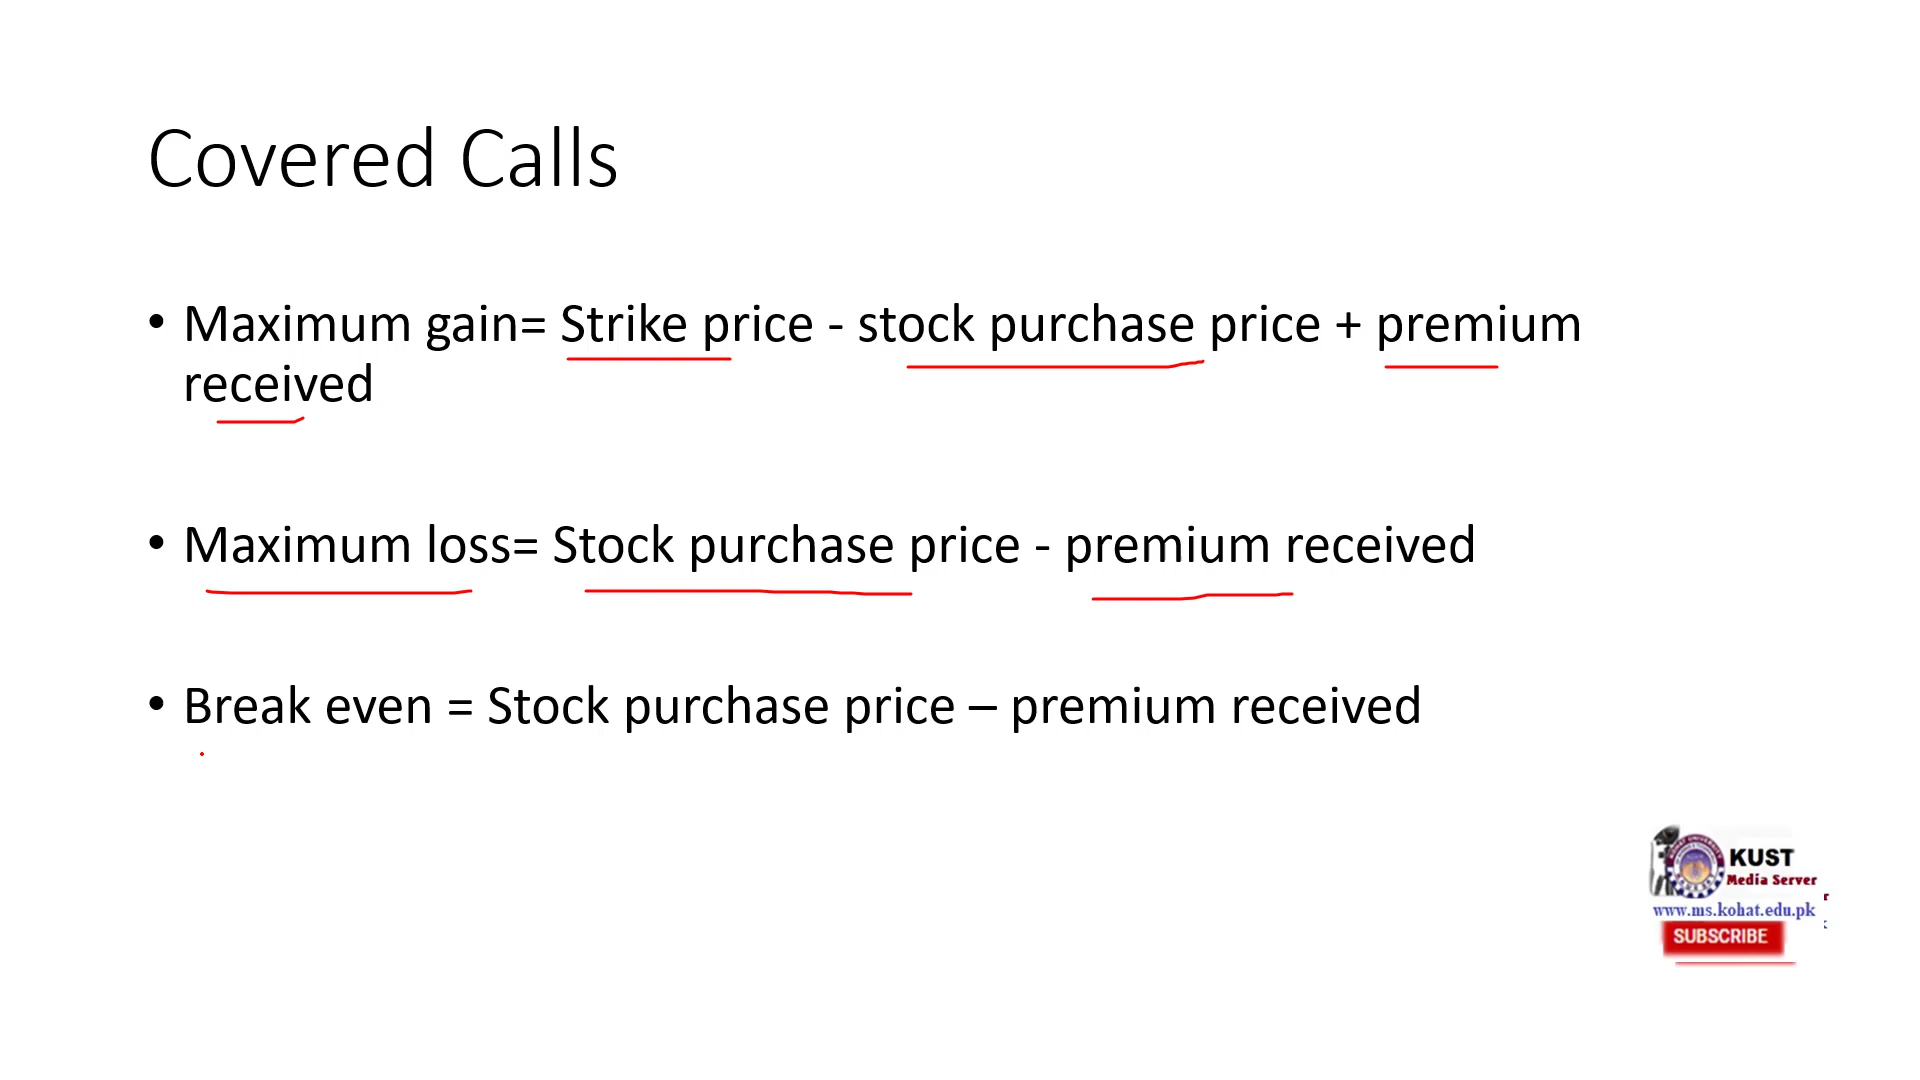 Covered Calls
• Maximum gain= Strike price - stock purchase price + premium
received
• Maximum loss= Stock purchase price - premium received
• Break even = Stock purchase price – premium received
KUST
Media Server
www.ms.kohat.edu.pk
SUBSCRIBE